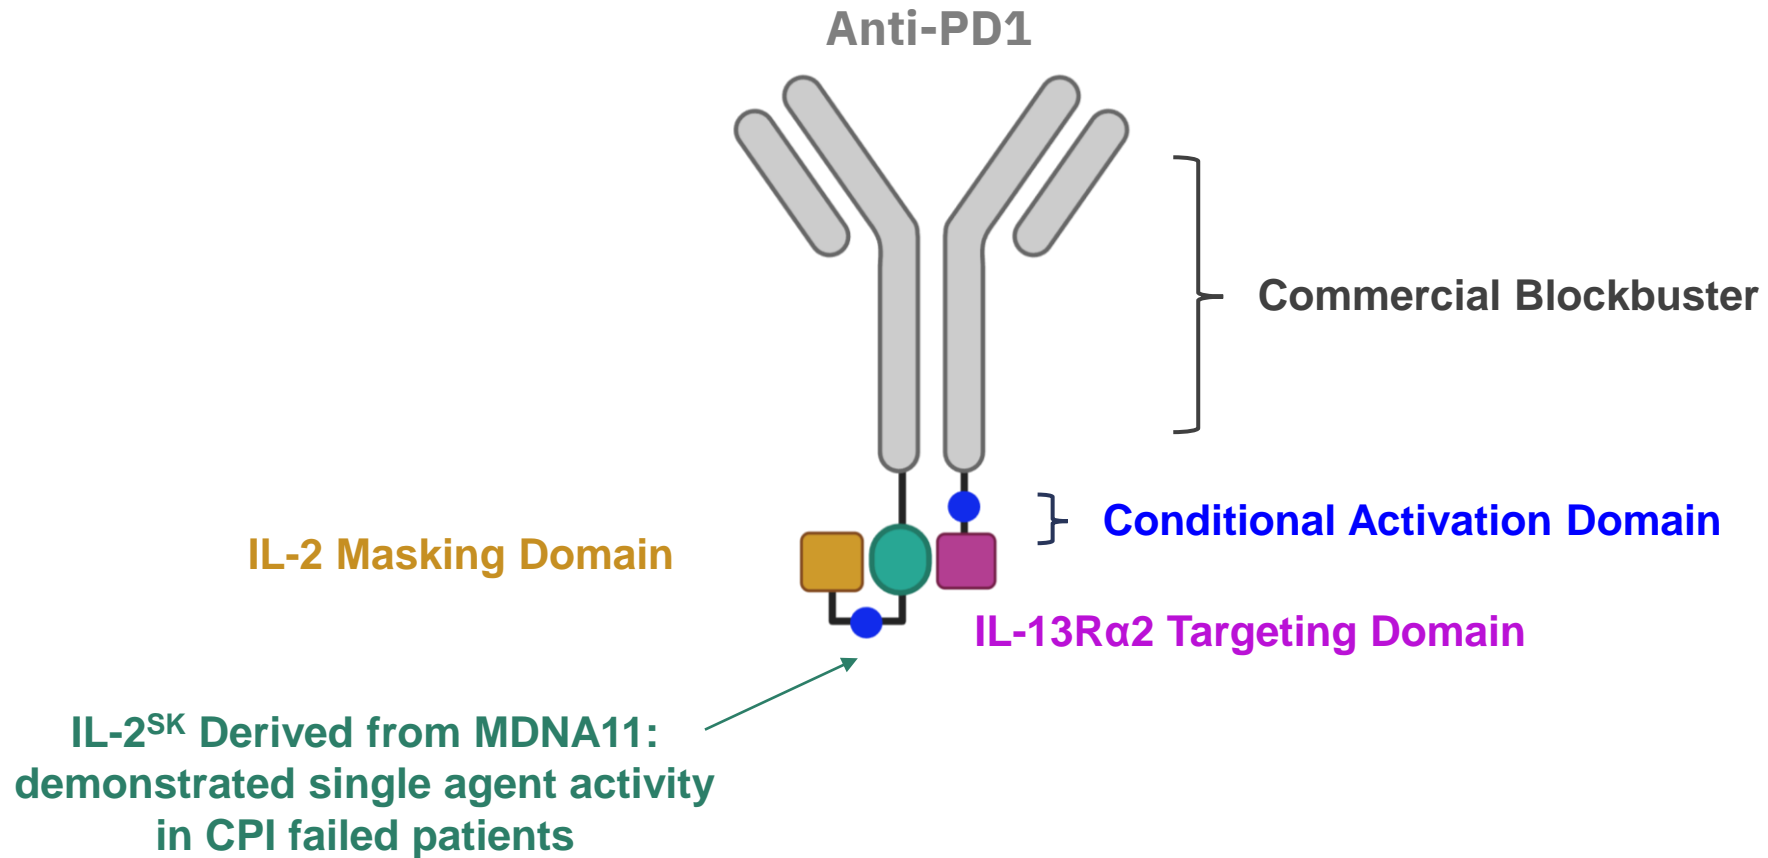 Anti-PD1
Commercial Blockbuster
Conditional Activation Domain
IL-2 Masking Domain
IL-13Rα2 Targeting Domain
IL-2SK Derived from MDNA11:
demonstrated single agent activity
in CPI failed patients